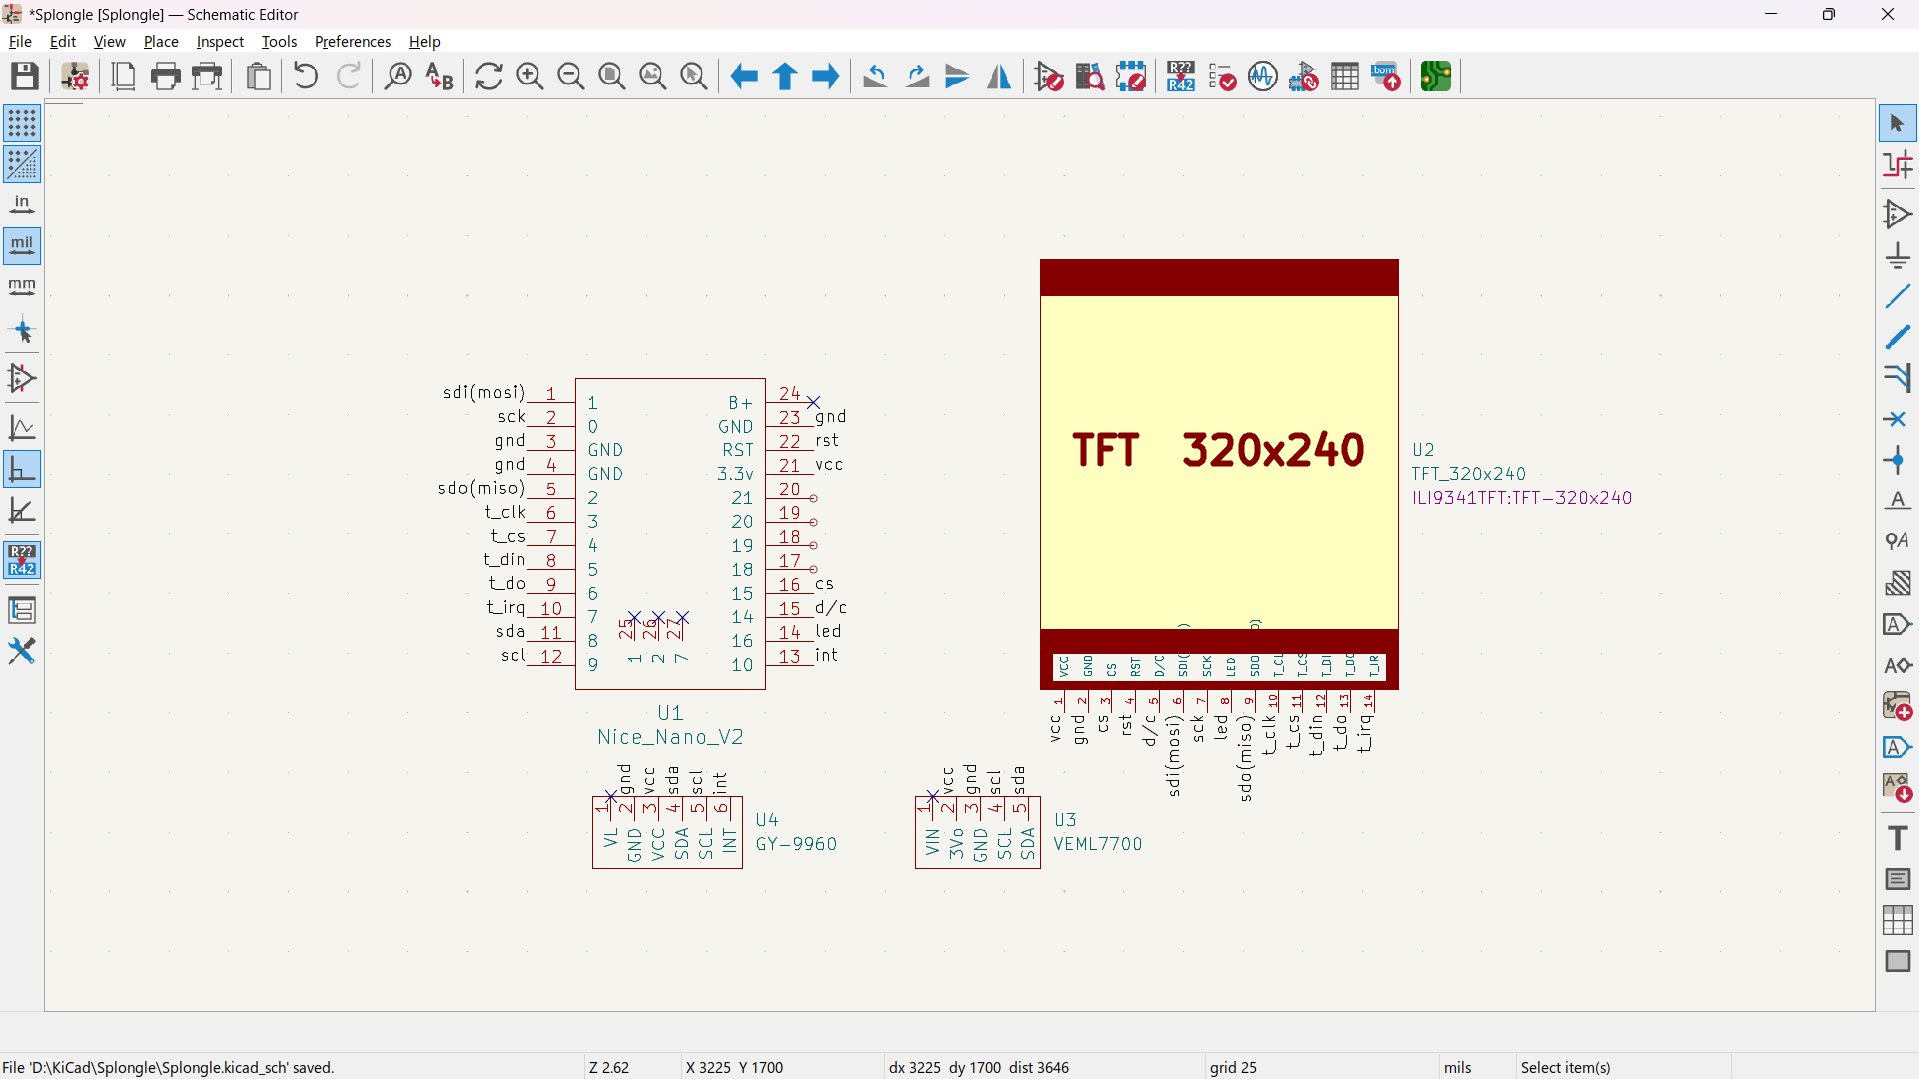 *Splongle [Splongle] — Schematic Editor
File Edit View Place Inspect Tools Preferences Help
A B R?? R42 bom
in
mil
mm
R??
R42
A
A
A
A
A
A
T
TFT 320x240
U2
TFT_320x240
ILI9341TFT:TFT-320x240
sdi(mosi) 1 1 B+ 24
sck 2 0 GND 23 gnd
gnd 3 GND RST 22 rst
gnd 4 GND 3.3v 21 vcc
sdo(miso) 5 2 21 20
t_clk 6 3 20 19
t_cs 7 4 19 18
t_din 8 5 18 17
t_do 9 6 15 16 cs
t_irq 10 7 14 15 d/c
sda 11 8 16 14 led
scl 12 9 10 13 int
25 26 27
1 2 7
U1
Nice_Nano_V2
VCC GND CS RST D/C SDI( SCK LED SDO T_CL T_CS T_DI T_DO T_IR
1 2 3 4 5 6 7 8 9 10 11 12 13 14
vcc gnd cs rst d/c sdi(mosi) sck led sdo(miso) t_clk t_cs t_din t_do t_irq
gnd vcc sda scl int
1 2 3 4 5 6
VL GND VCC SDA SCL INT
U4
GY-9960
vcc gnd scl sda
1 2 3 4 5
VIN 3Vo GND SCL SDA
U3
VEML7700
File 'D:\KiCad\Splongle\Splongle.kicad_sch' saved. Z 2.62 X 3225 Y 1700 dx 3225 dy 1700 dist 3646 grid 25 mils Select item(s)